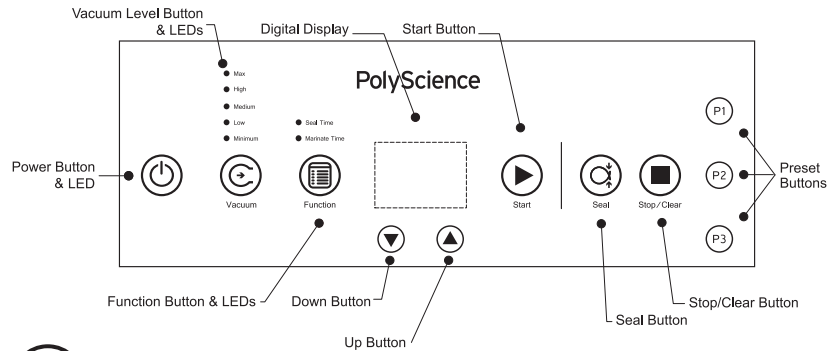 Vacuum Level Button
& LEDs
Digital Display
Start Button
PolyScience
Max
High
Medium
Low
Minimum
Seal Time
Marinate Time
P1
P2
P3
Power Button
& LED
Vacuum
Function
Start
Seal
Stop/Clear
Preset
Buttons
Function Button & LEDs
Down Button
Up Button
Seal Button
Stop/Clear Button